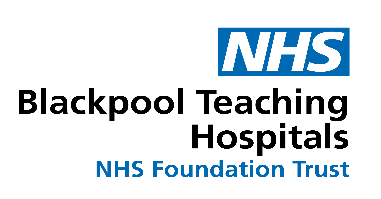 NHS
Blackpool Teaching
Hospitals
NHS Foundation Trust